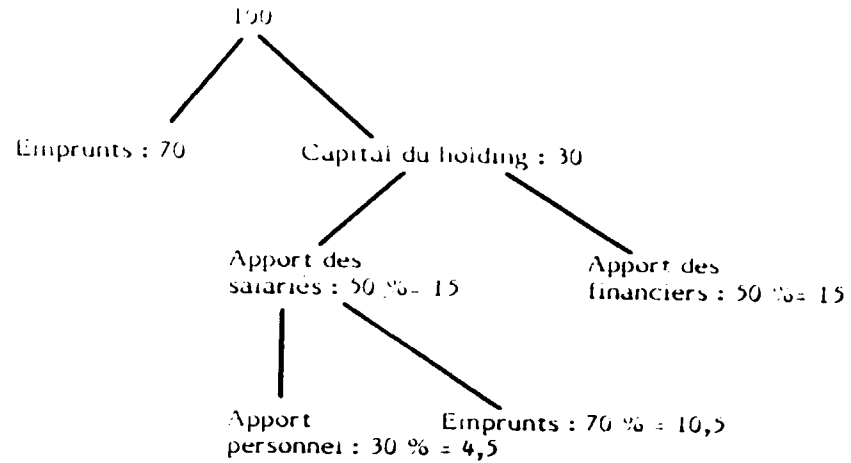 100
Emprunts : 70
Capital du holding : 30
Apport des
salariés : 50 % = 15
Apport des
financiers : 50 % = 15
Apport
personnel : 30 % = 4,5
Emprunts : 70 % = 10,5